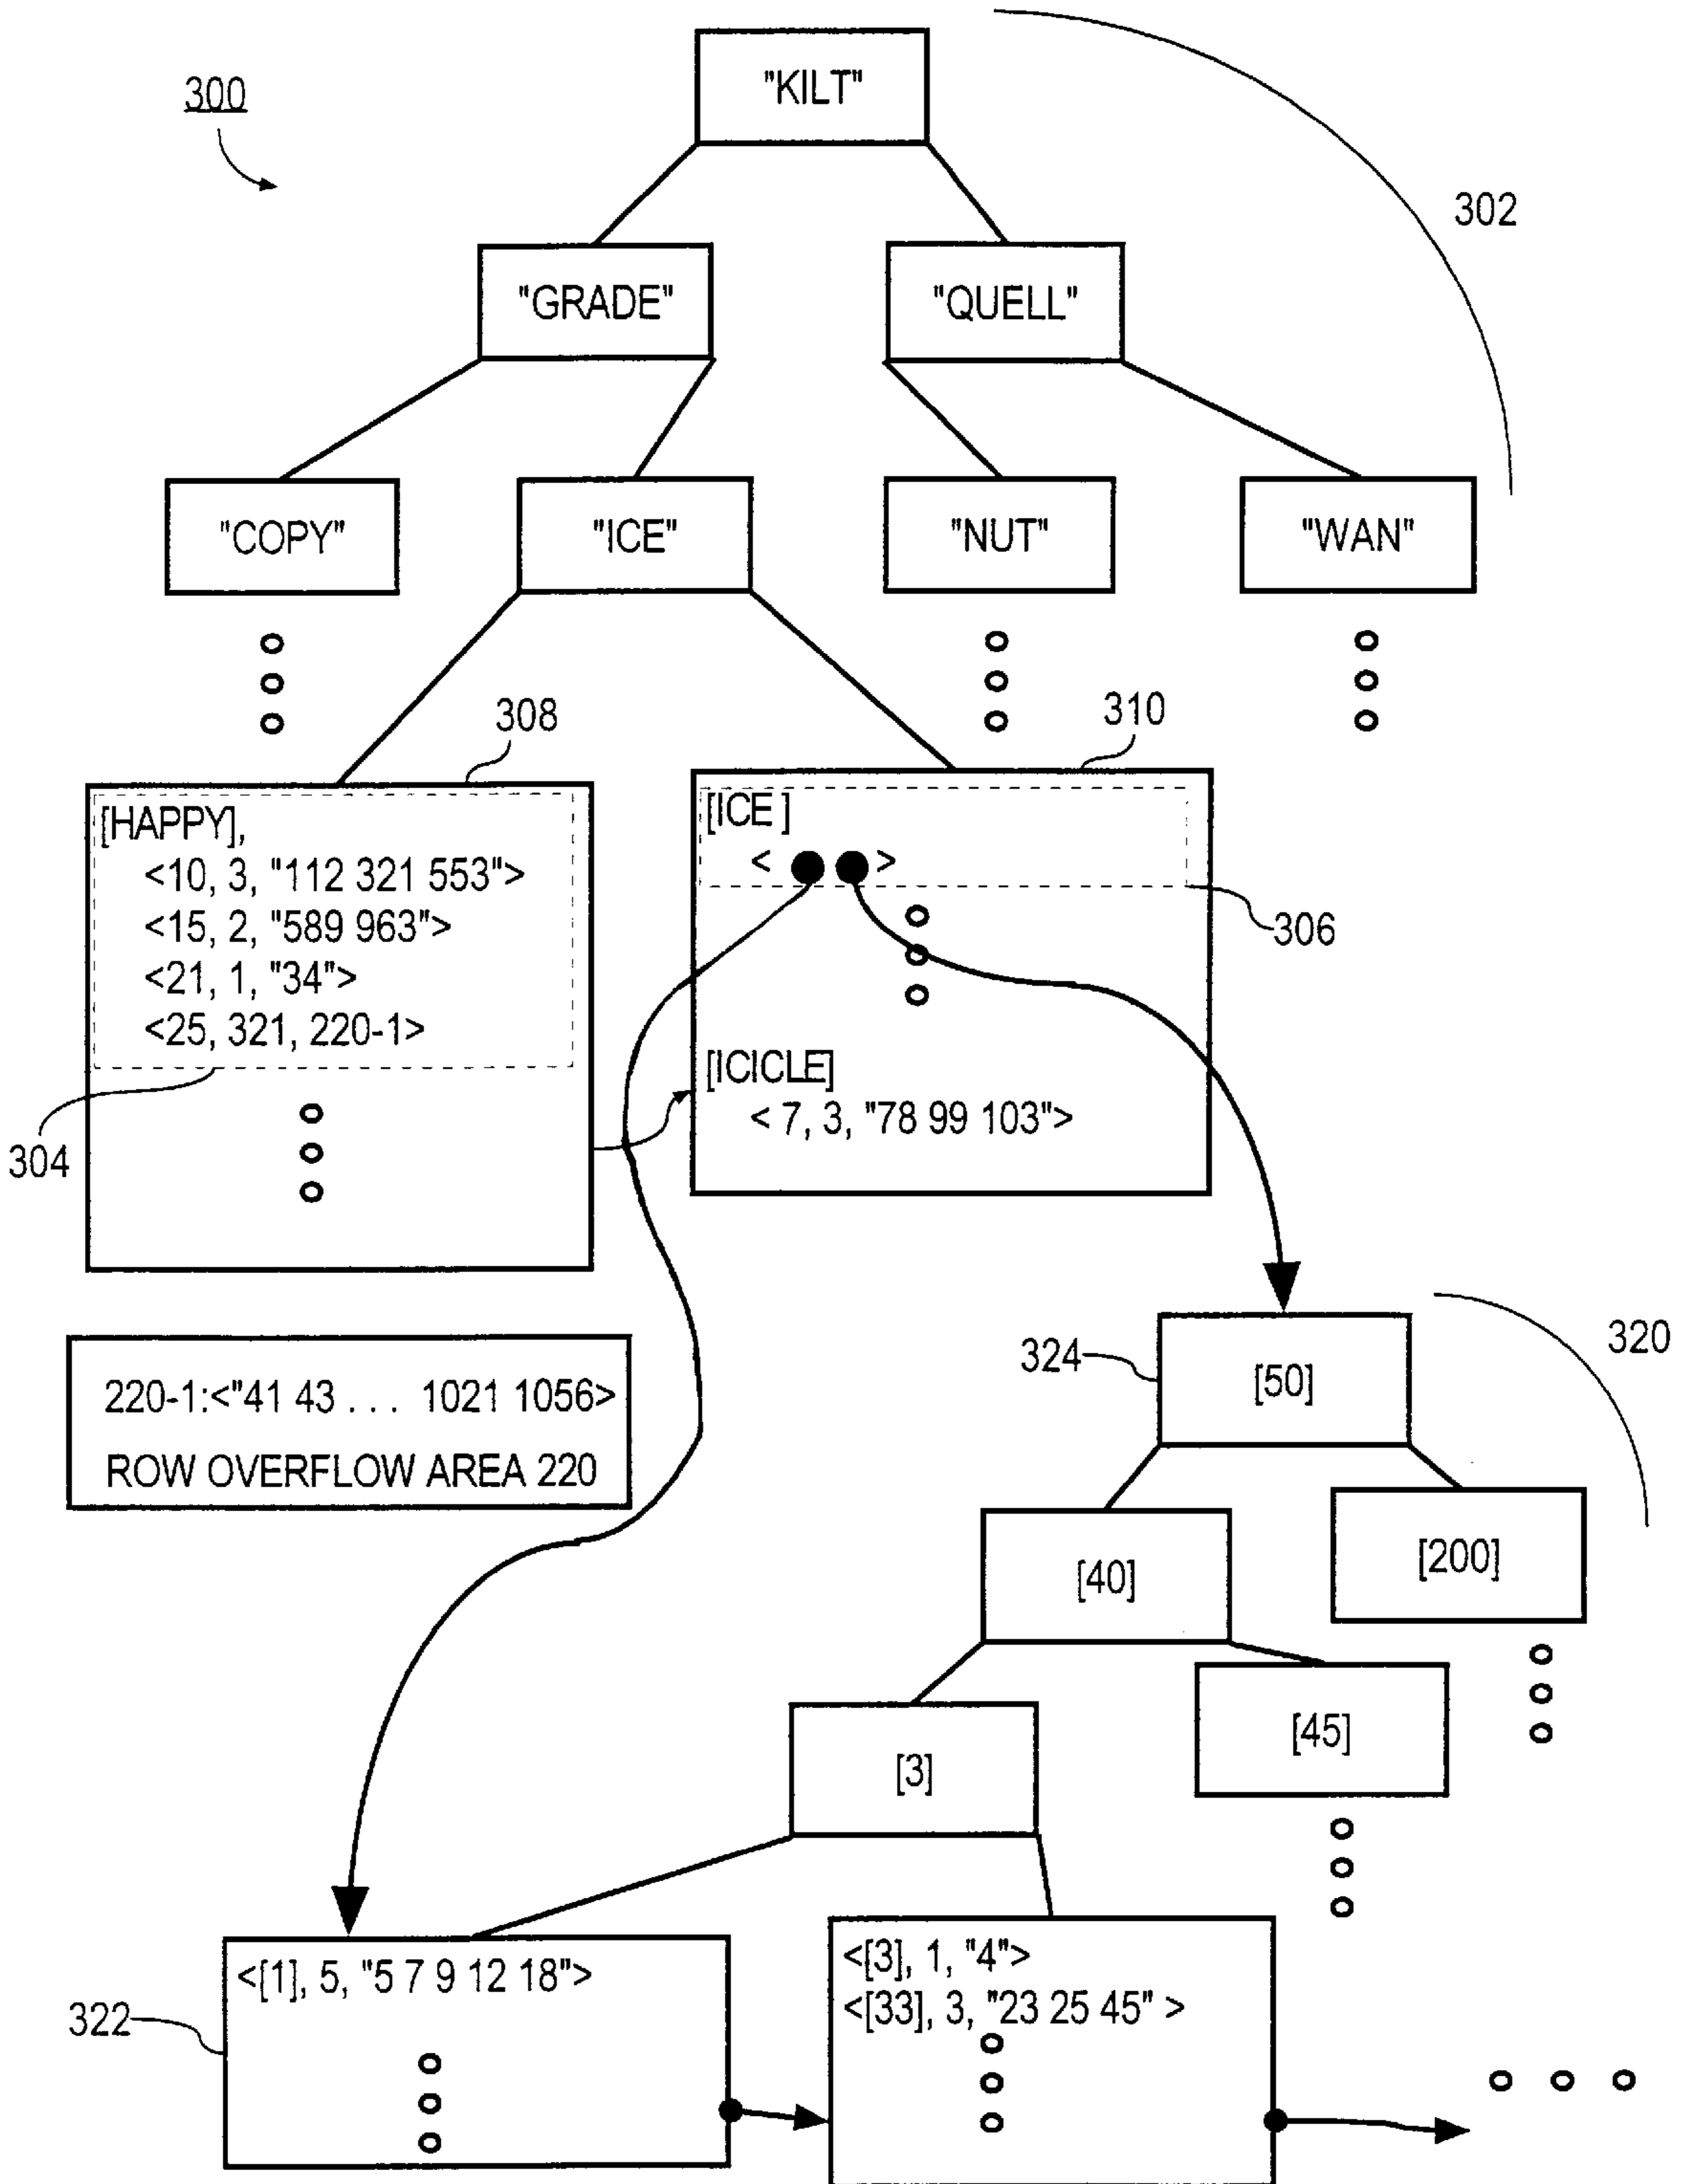 "KILT"
300
302
"GRADE"
"QUELL"
"COPY"
"ICE"
"NUT"
"WAN"
308
310
[HAPPY],
<10, 3, "112 321 553">
<15, 2, "589 963">
<21, 1, "34">
<25, 321, 220-1>
304
[ICE ]
< >
306
[ICICLE]
< 7, 3, "78 99 103">
220-1:<"41 43 . . . 1021 1056>
ROW OVERFLOW AREA 220
320
324
[50]
[40]
[200]
[3]
[45]
<[1], 5, "5 7 9 12 18">
322
<[3], 1, "4">
<[33], 3, "23 25 45" >